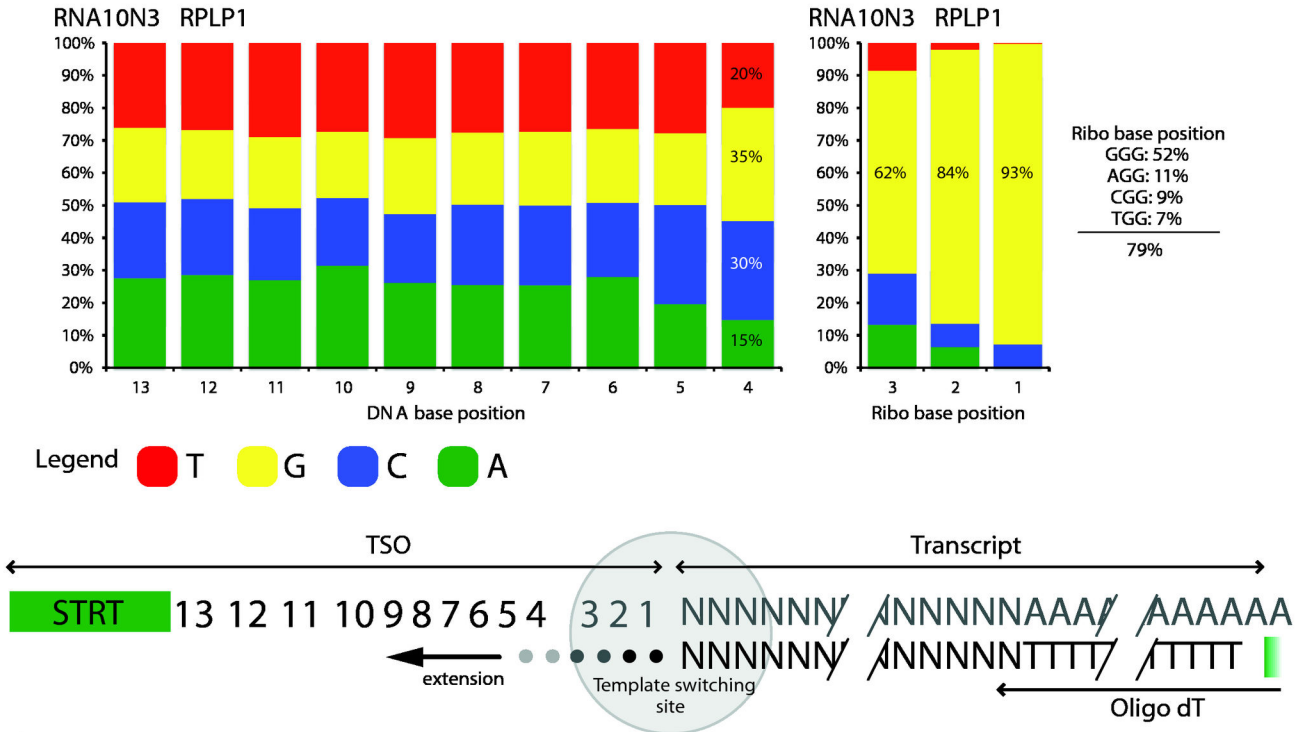 RNA10N3 RPLP1
100%
90%
80%
70%
60%
50%
40%
30%
20%
10%
0%
20%
35%
30%
15%
13 12 11 10 9 8 7 6 5 4
DNA base position
RNA10N3 RPLP1
100%
90%
80%
70%
60%
50%
40%
30%
20%
10%
0%
62% 84% 93%
3 2 1
Ribo base position
Ribo base position
GGG: 52%
AGG: 11%
CGG: 9%
TGG: 7%
79%
Legend T G C A
TSO Transcript
STRT 13 12 11 10 9 8 7 6 5 4 3 2 1 NNNNNN NNNNNNAAAA AAAAAA
NNNNNN NNNNNNTTTT TTTTT
extension
Template switching
site
Oligo dT